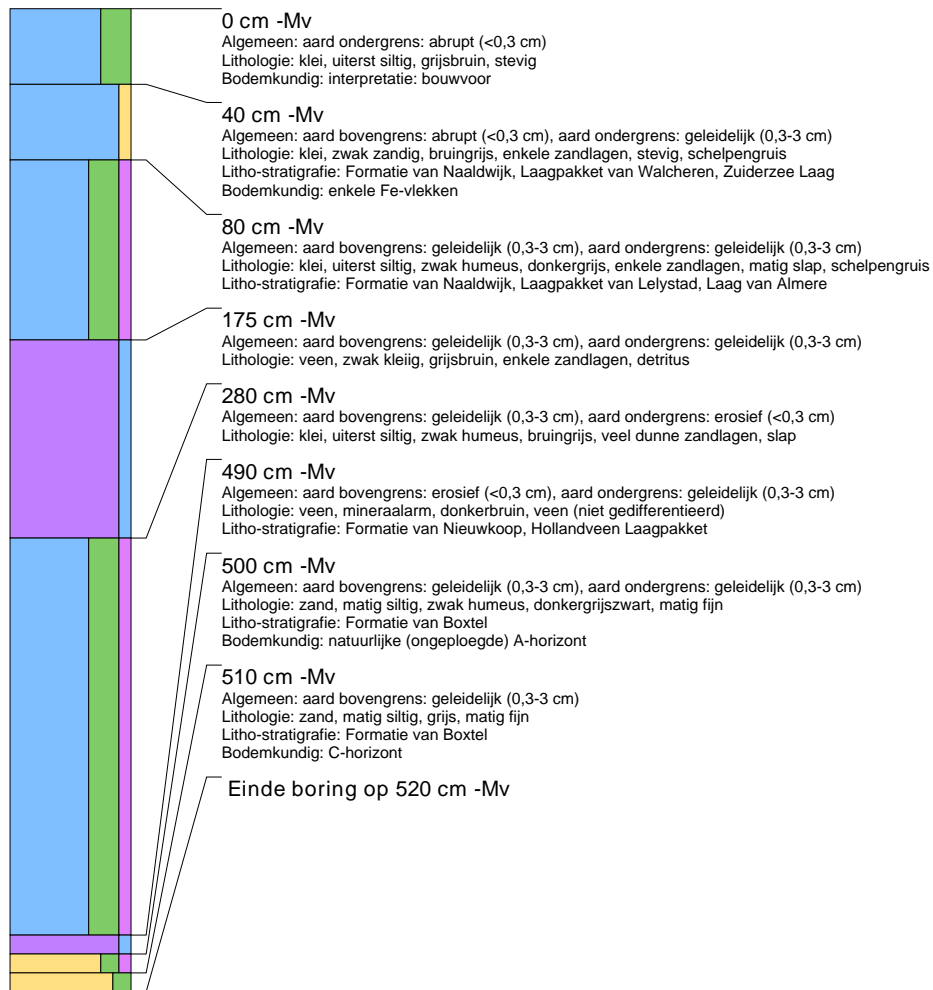 0 cm -Mv
Algemeen: aard ondergrens: abrupt (<0,3 cm)
Lithologie: klei, uiterst siltig, grijsbruin, stevig
Bodemkundig: interpretatie: bouwvoor
40 cm -Mv
Algemeen: aard bovengrens: abrupt (<0,3 cm), aard ondergrens: geleidelijk (0,3-3 cm)
Lithologie: klei, zwak zandig, bruingrijs, enkele zandlagen, stevig, schelpengruis
Litho-stratigrafie: Formatie van Naaldwijk, Laagpakket van Walcheren, Zuiderzee Laag
Bodemkundig: enkele Fe-vlekken
80 cm -Mv
Algemeen: aard bovengrens: geleidelijk (0,3-3 cm), aard ondergrens: geleidelijk (0,3-3 cm)
Lithologie: klei, uiterst siltig, zwak humeus, donkergrijs, enkele zandlagen, matig slap, schelpengruis
Litho-stratigrafie: Formatie van Naaldwijk, Laagpakket van Lelystad, Laag van Almere
175 cm -Mv
Algemeen: aard bovengrens: geleidelijk (0,3-3 cm), aard ondergrens: geleidelijk (0,3-3 cm)
Lithologie: veen, zwak kleiig, grijsbruin, enkele zandlagen, detritus
280 cm -Mv
Algemeen: aard bovengrens: geleidelijk (0,3-3 cm), aard ondergrens: erosief (<0,3 cm)
Lithologie: klei, uiterst siltig, zwak humeus, bruingrijs, veel dunne zandlagen, slap
490 cm -Mv
Algemeen: aard bovengrens: erosief (<0,3 cm), aard ondergrens: geleidelijk (0,3-3 cm)
Lithologie: veen, mineraalarm, donkerbruin, veen (niet gedifferentieerd)
Litho-stratigrafie: Formatie van Nieuwkoop, Hollandveen Laagpakket
500 cm -Mv
Algemeen: aard bovengrens: geleidelijk (0,3-3 cm), aard ondergrens: geleidelijk (0,3-3 cm)
Lithologie: zand, matig siltig, zwak humeus, donkergrijszwart, matig fijn
Litho-stratigrafie: Formatie van Boxtel
Bodemkundig: natuurlijke (ongeploegde) A-horizont
510 cm -Mv
Algemeen: aard bovengrens: geleidelijk (0,3-3 cm)
Lithologie: zand, matig siltig, grijs, matig fijn
Litho-stratigrafie: Formatie van Boxtel
Bodemkundig: C-horizont
Einde boring op 520 cm -Mv